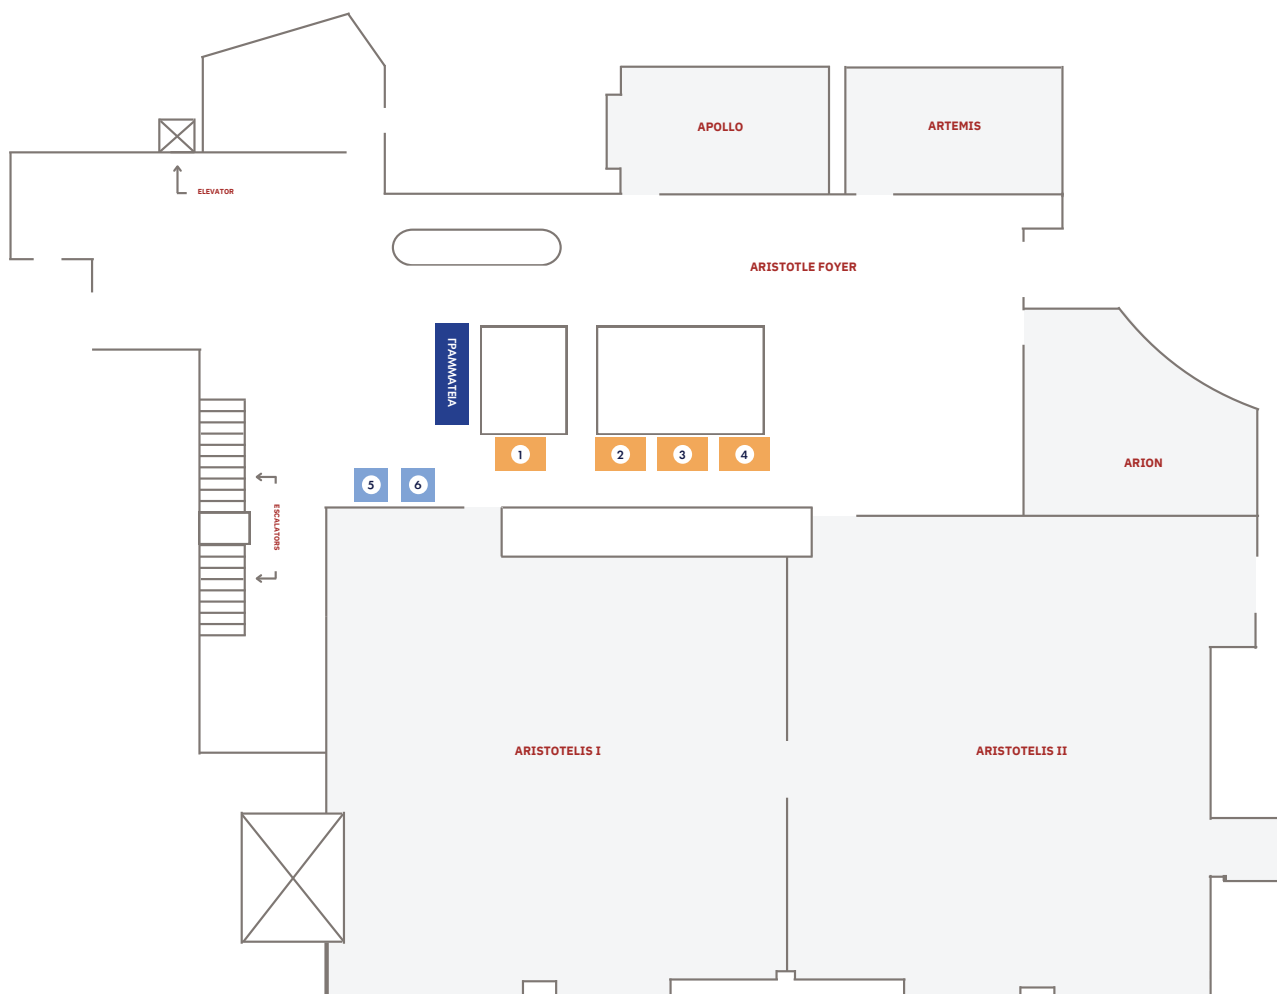 APOLLO
ARTEMIS
ELEVATOR
ARISTOTLE FOYER
ΓΡΑΜΜΑΤΕΙΑ
1
2
3
4
ARION
5
6
ESCALATORS
ARISTOTELIS I
ARISTOTELIS II